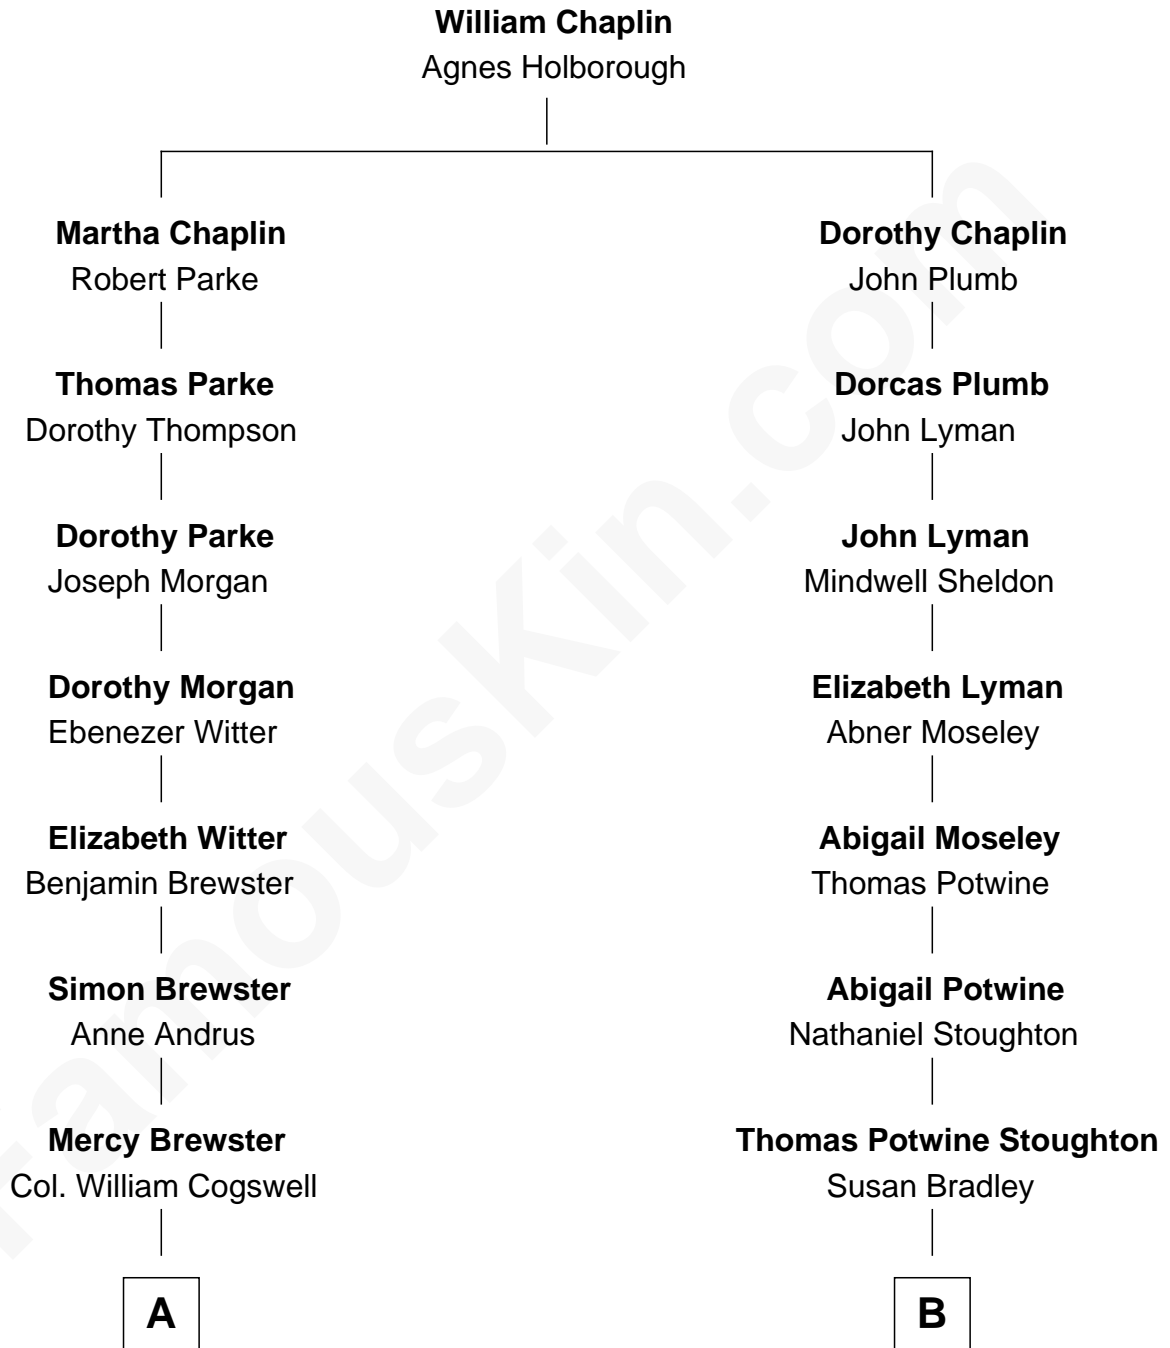 William Chaplin
Agnes Holborough
Martha Chaplin
Robert Parke
Dorothy Chaplin
John Plumb
Thomas Parke
Dorothy Thompson
Dorcas Plumb
John Lyman
Dorothy Parke
Joseph Morgan
John Lyman
Mindwell Sheldon
Dorothy Morgan
Ebenezer Witter
Elizabeth Lyman
Abner Moseley
Elizabeth Witter
Benjamin Brewster
Abigail Moseley
Thomas Potwine
Simon Brewster
Anne Andrus
Abigail Potwine
Nathaniel Stoughton
Mercy Brewster
Col. William Cogswell
Thomas Potwine Stoughton
Susan Bradley
A
B
FamousKin.com